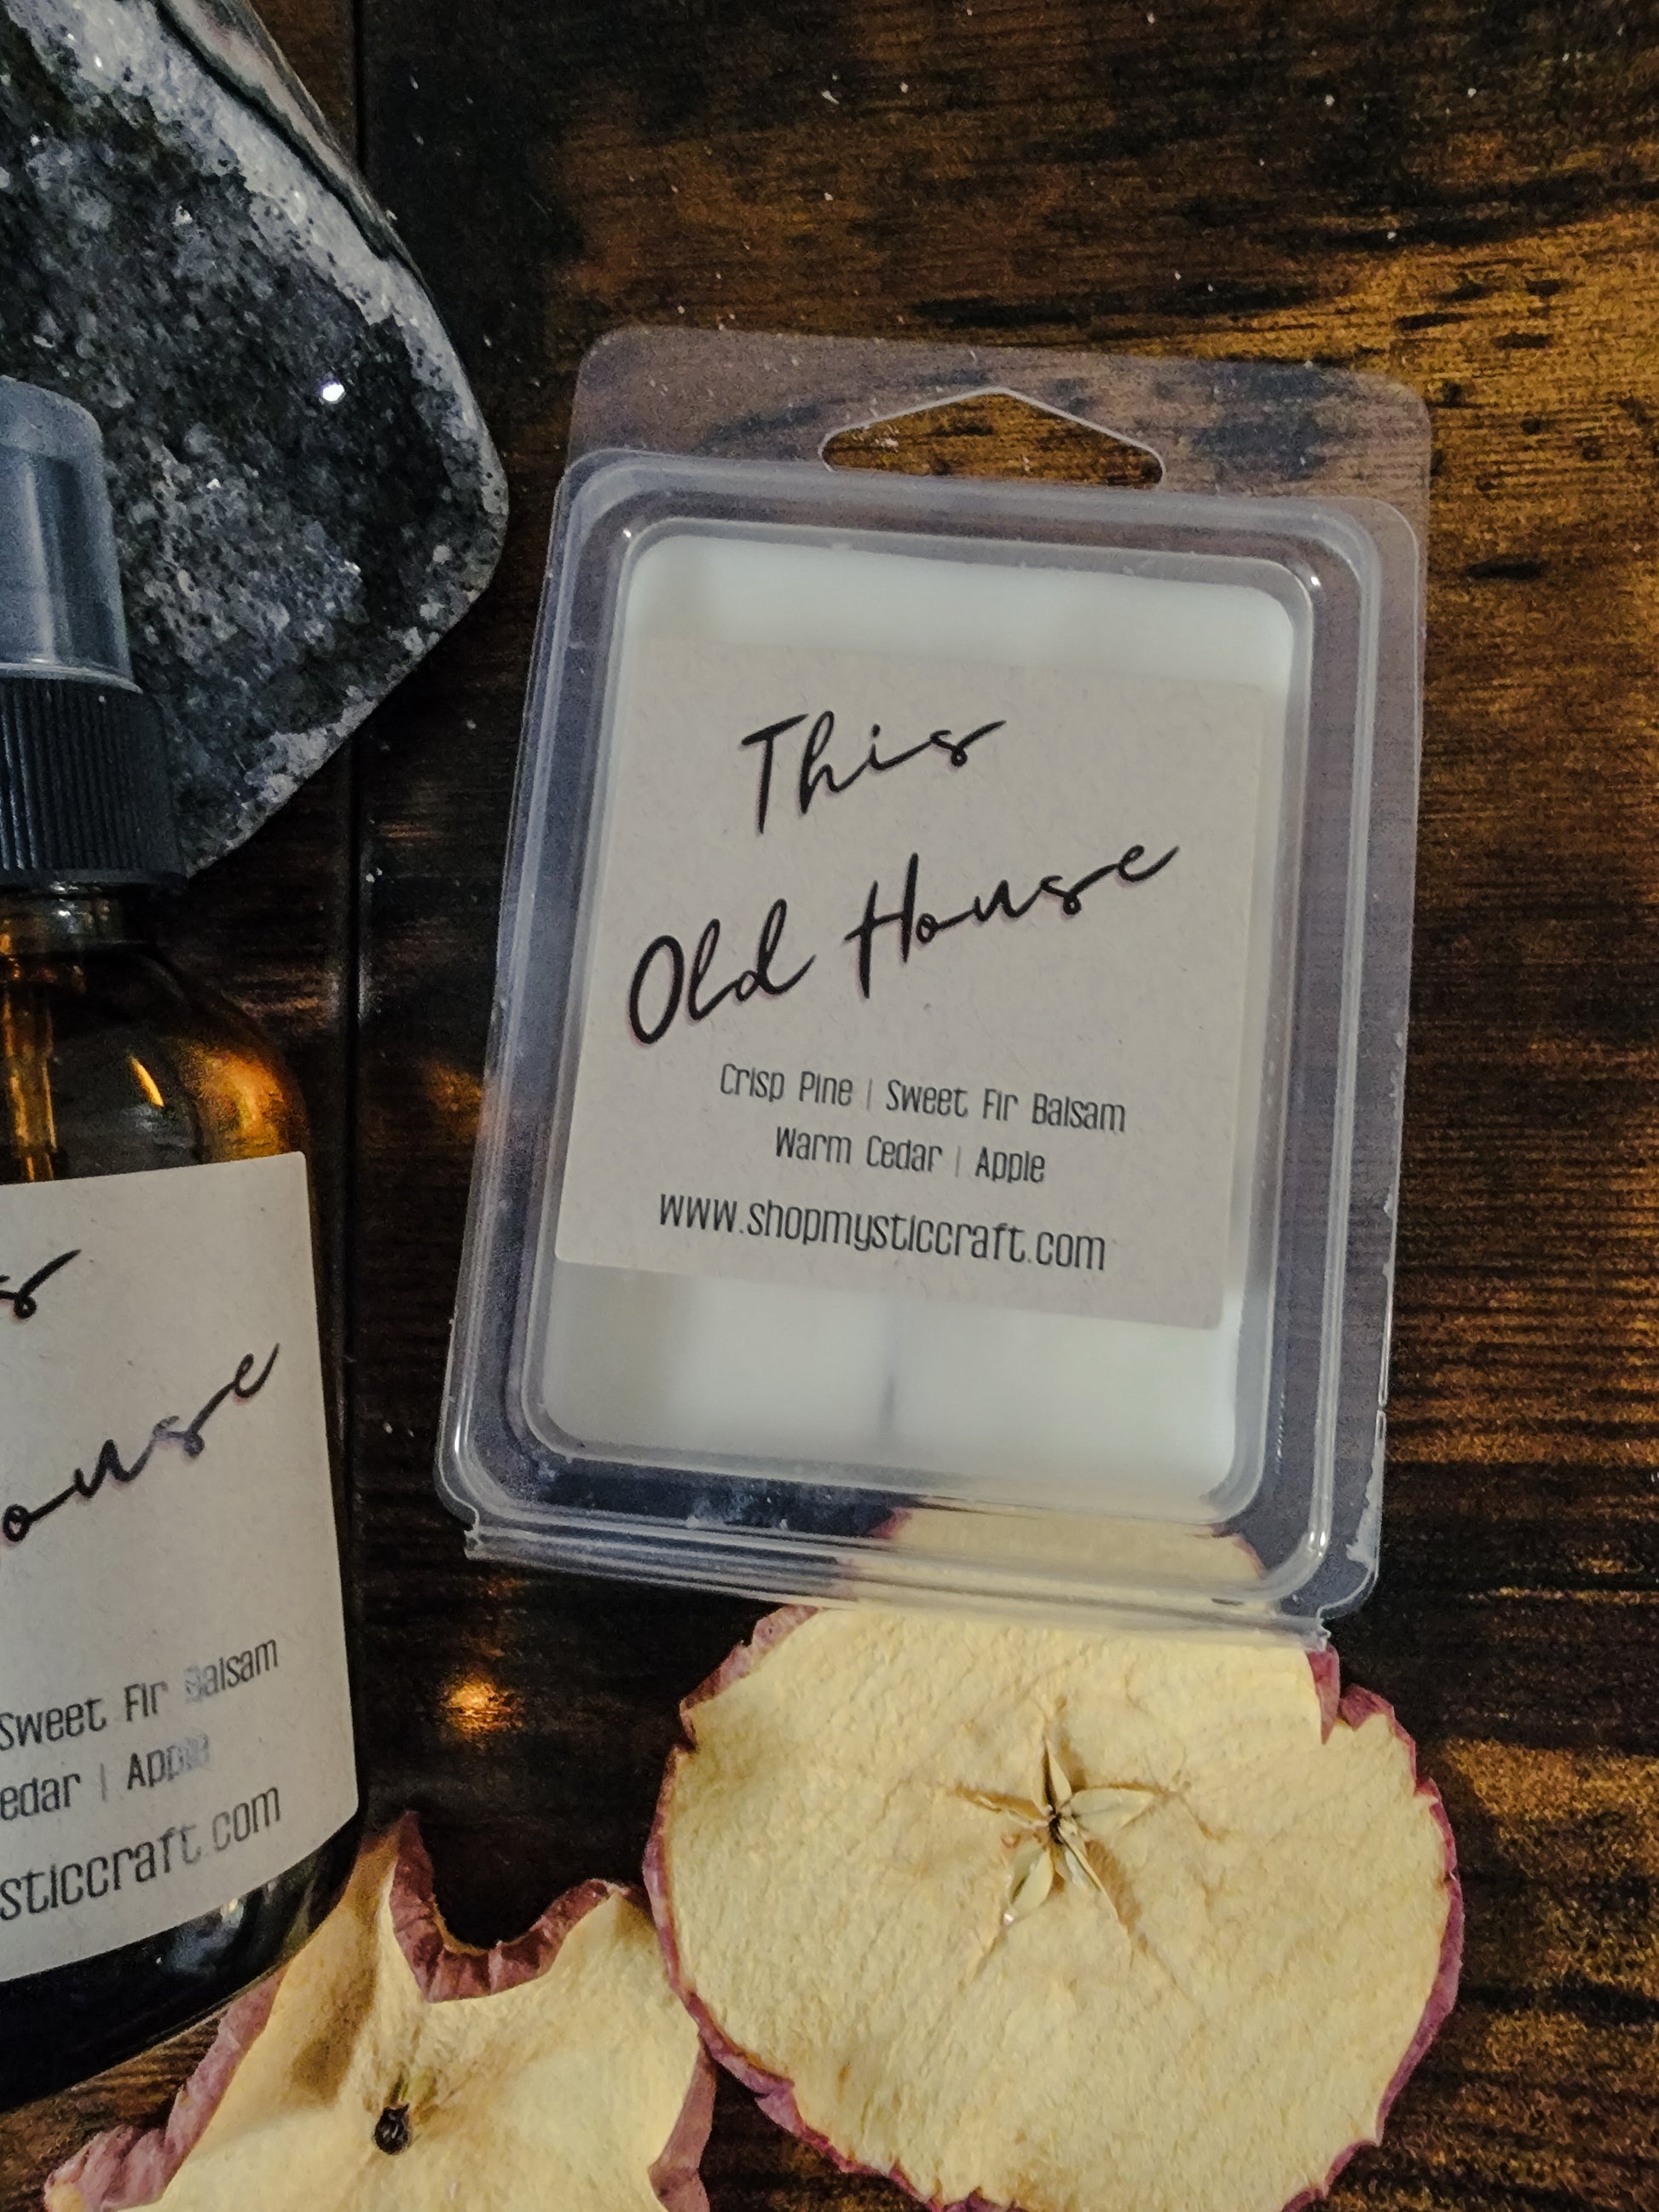 This
Old House
Crisp Pine | Sweet Fir Balsam
Warm Cedar | Apple
www.shopmysticcraft.com
s
ouse
Sweet Fir Balsam
edar | Apple
sticcraft.com